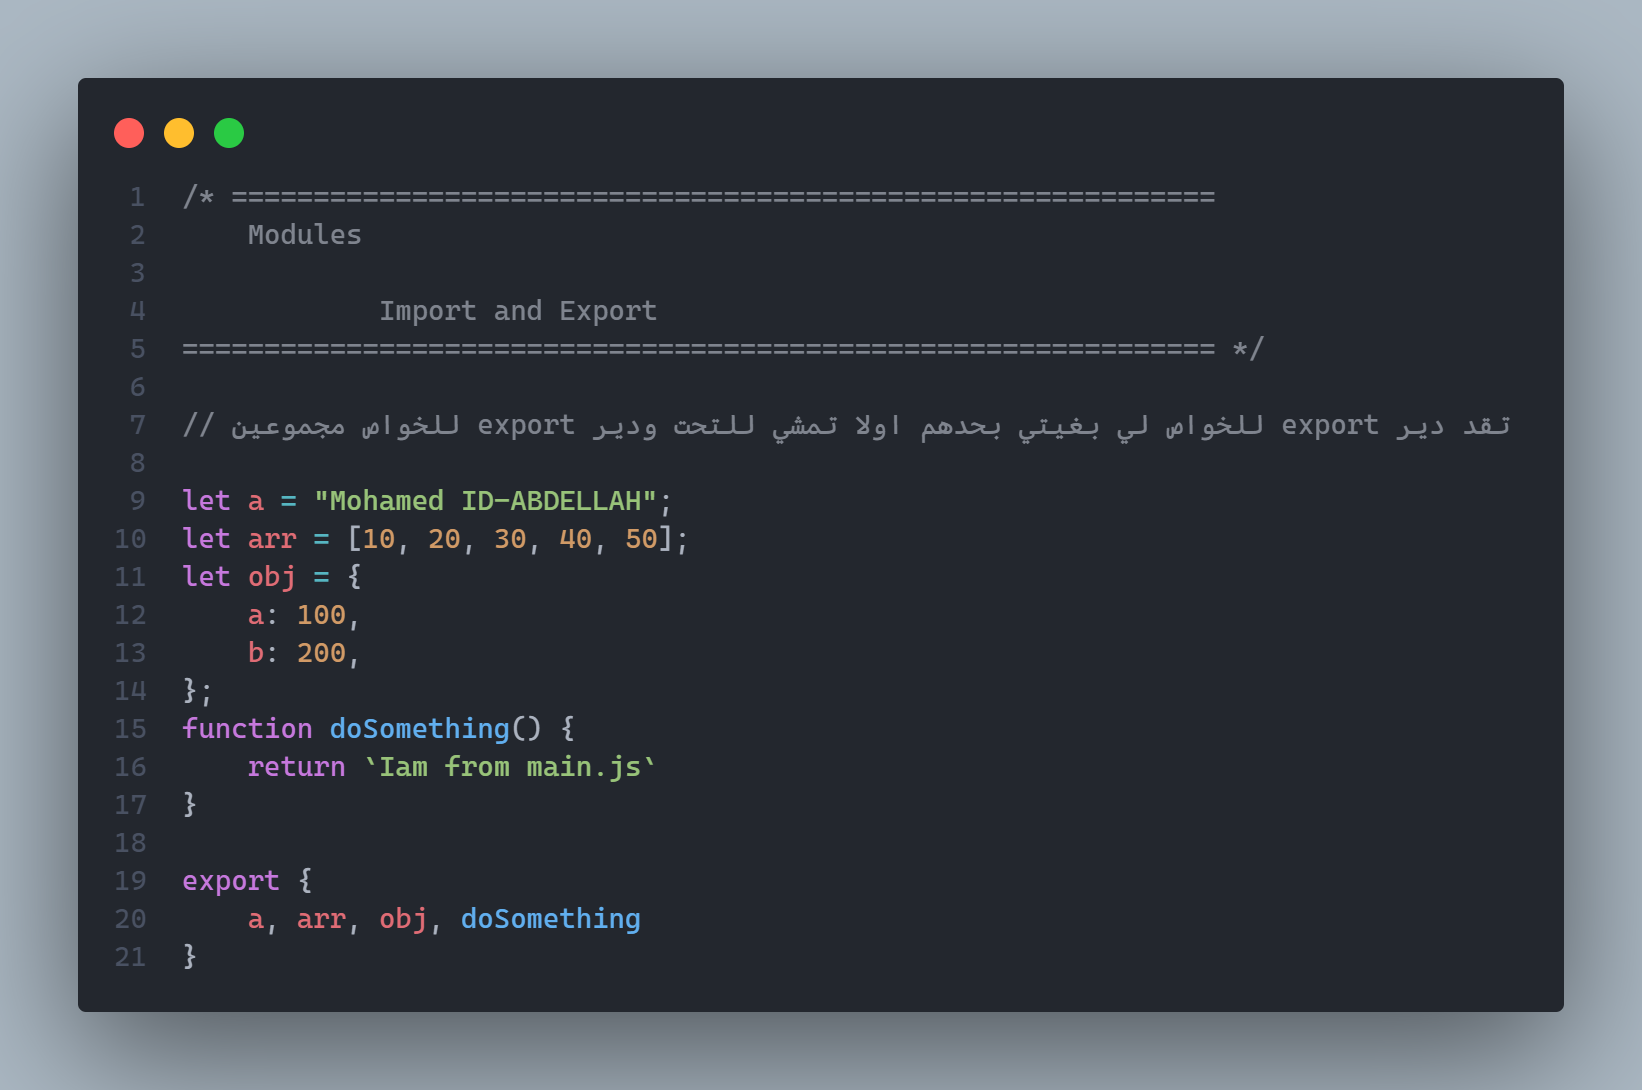 1 /* ============================================================
2     Modules
3
4             Import and Export
5 =============================================================== */
6
7 // تقد دير export للخواص لي بغيتي بحدهم اولا تمشي للتحت ودير export للخواص مجموعين
8
9 let a = "Mohamed ID-ABDELLAH";
10 let arr = [10, 20, 30, 40, 50];
11 let obj = {
12     a: 100,
13     b: 200,
14 };
15 function doSomething() {
16     return `Iam from main.js`
17 }
18
19 export {
20     a, arr, obj, doSomething
21 }